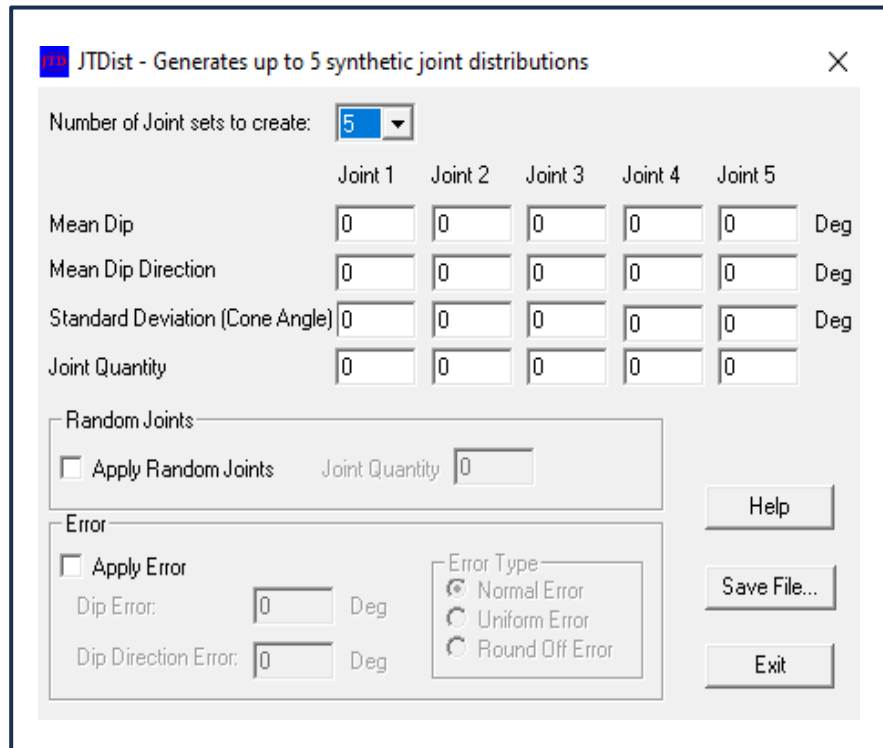 JTD JTDist - Generates up to 5 synthetic joint distributions
Number of Joint sets to create: 5
Joint 1 Joint 2 Joint 3 Joint 4 Joint 5
Mean Dip 0 0 0 0 0 Deg
Mean Dip Direction 0 0 0 0 0 Deg
Standard Deviation (Cone Angle) 0 0 0 0 0 Deg
Joint Quantity 0 0 0 0 0
Random Joints
Apply Random Joints Joint Quantity 0
Help
Error
Apply Error
Error Type
Normal Error
Dip Error: 0 Deg
Uniform Error
Save File...
Round Off Error
Dip Direction Error: 0 Deg
Exit